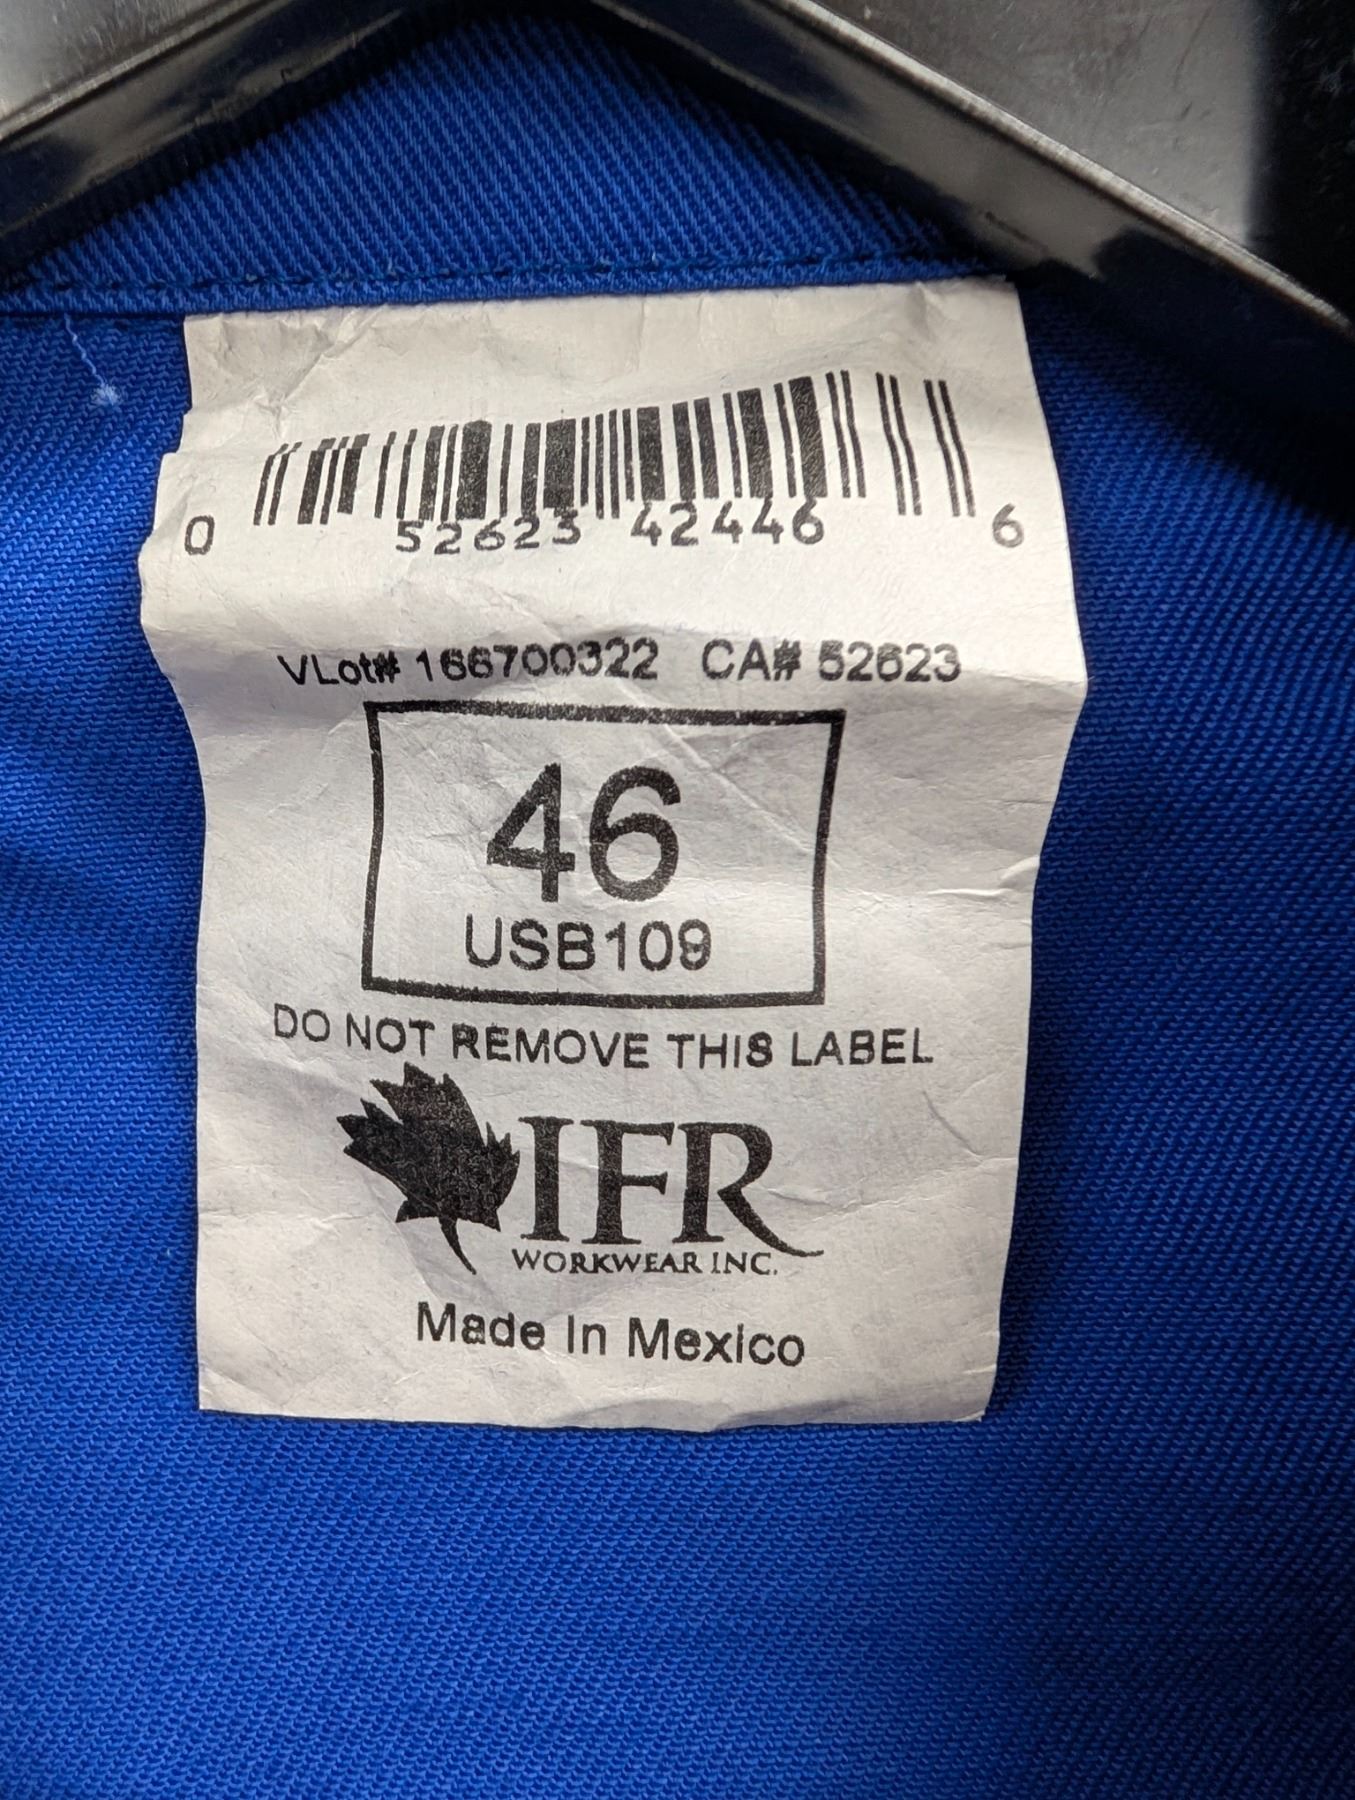 0 52623 42446 6
VLot# 166700322 CA# 52623
46
USB109
DO NOT REMOVE THIS LABEL
IFR
WORKWEAR INC.
Made In Mexico